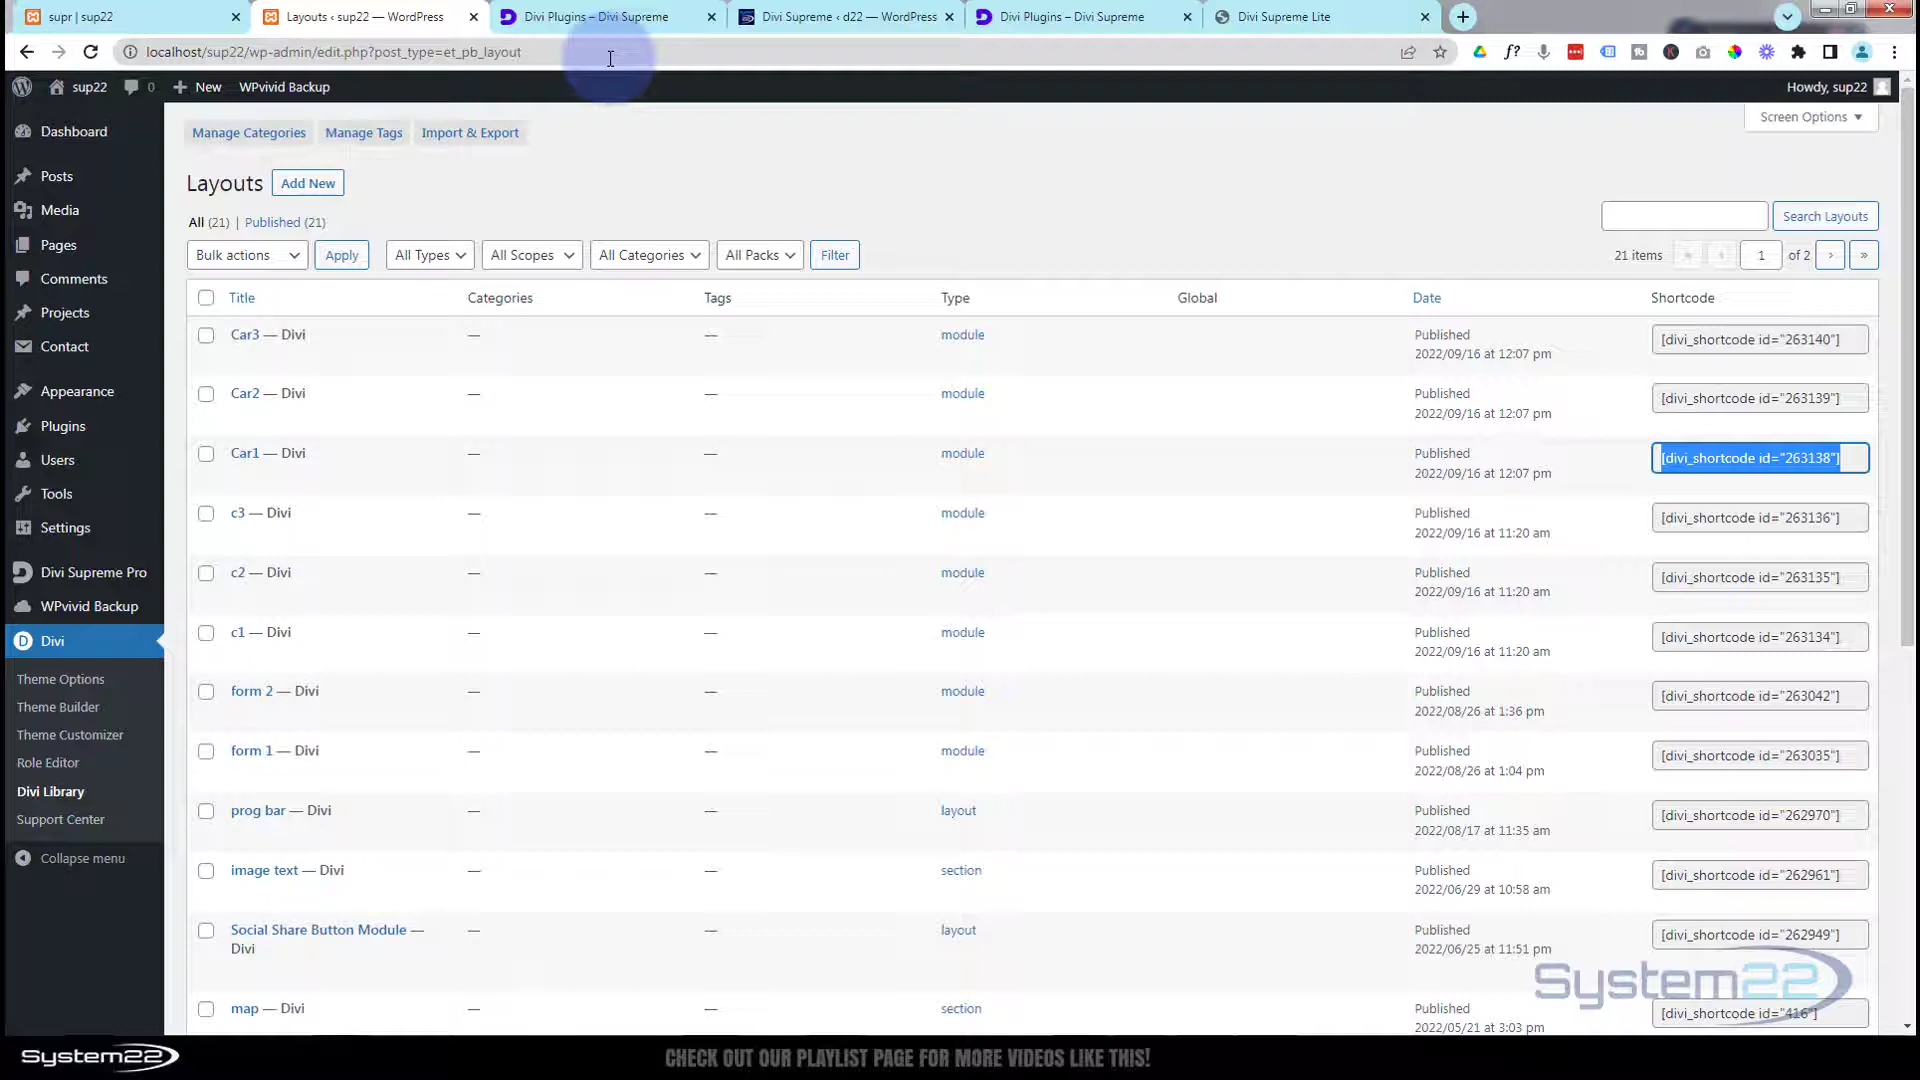 supr | sup22
Layouts ‹ sup22 — WordPress
Divi Plugins – Divi Supreme
Divi Supreme ‹ d22 — WordPress
Divi Plugins – Divi Supreme
Divi Supreme Lite
localhost/sup22/wp-admin/edit.php?post_type=et_pb_layout
sup22
0
New
WPvivid Backup
Howdy, sup22
Dashboard
Posts
Media
Pages
Comments
Projects
Contact
Appearance
Plugins
Users
Tools
Settings
Divi Supreme Pro
WPvivid Backup
Divi
Theme Options
Theme Builder
Theme Customizer
Role Editor
Divi Library
Support Center
Collapse menu
Manage Categories
Manage Tags
Import & Export
Screen Options
Layouts
Add New
All (21) | Published (21)
Search Layouts
Bulk actions
Apply
All Types
All Scopes
All Categories
All Packs
Filter
21 items « ‹ 1 of 2 › »
Title Categories Tags Type Global Date Shortcode
Car3 — Divi — — module Published [divi_shortcode id="263140"]
2022/09/16 at 12:07 pm
Car2 — Divi — — module Published [divi_shortcode id="263139"]
2022/09/16 at 12:07 pm
Car1 — Divi — — module Published [divi_shortcode id="263138"]
2022/09/16 at 12:07 pm
c3 — Divi — — module Published [divi_shortcode id="263136"]
2022/09/16 at 11:20 am
c2 — Divi — — module Published [divi_shortcode id="263135"]
2022/09/16 at 11:20 am
c1 — Divi — — module Published [divi_shortcode id="263134"]
2022/09/16 at 11:20 am
form 2 — Divi — — module Published [divi_shortcode id="263042"]
2022/08/26 at 1:36 pm
form 1 — Divi — — module Published [divi_shortcode id="263035"]
2022/08/26 at 1:04 pm
prog bar — Divi — — layout Published [divi_shortcode id="262970"]
2022/08/17 at 11:35 am
image text — Divi — — section Published [divi_shortcode id="262961"]
2022/06/29 at 10:58 am
Social Share Button Module — — — layout Published [divi_shortcode id="262949"]
Divi 2022/06/25 at 11:51 pm
map — Divi — — section Published [divi_shortcode id="416"]
2022/05/21 at 3:03 pm
System22
System22
CHECK OUT OUR PLAYLIST PAGE FOR MORE VIDEOS LIKE THIS!